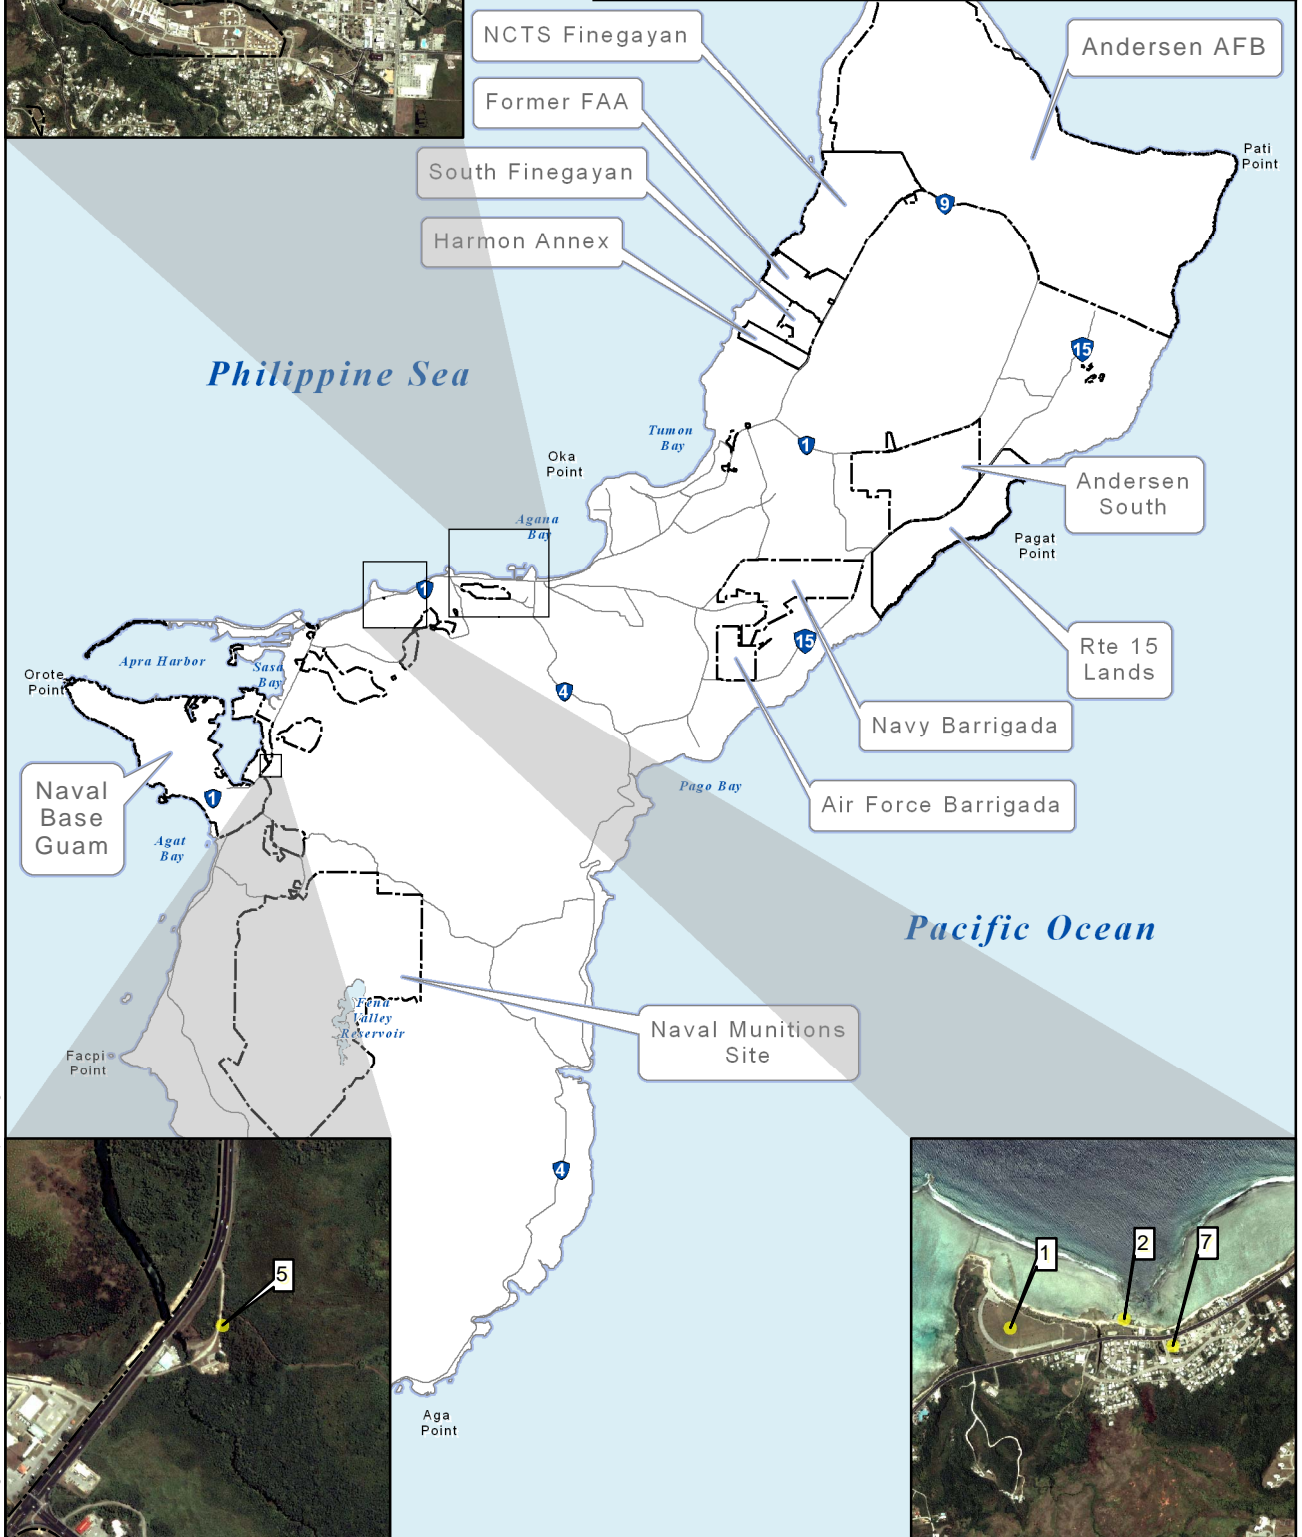 NCTS Finegayan
Andersen AFB
Former FAA
Pati
Point
South Finegayan
9
Harmon Annex
15
Philippine Sea
Tumon
Bay
1
Oka
Point
Andersen
South
Agana
Bay
Pagat
Point
1
15
Rte 15
Lands
Apra Harbor
Sasa
Bay
Orote
Point
4
Navy Barrigada
Naval
Base
Guam
1
Pago Bay
Air Force Barrigada
Agat
Bay
Pacific Ocean
Fena
Valley
Reservoir
Naval Munitions
Site
Facpi
Point
4
5
1
2
7
Aga
Point